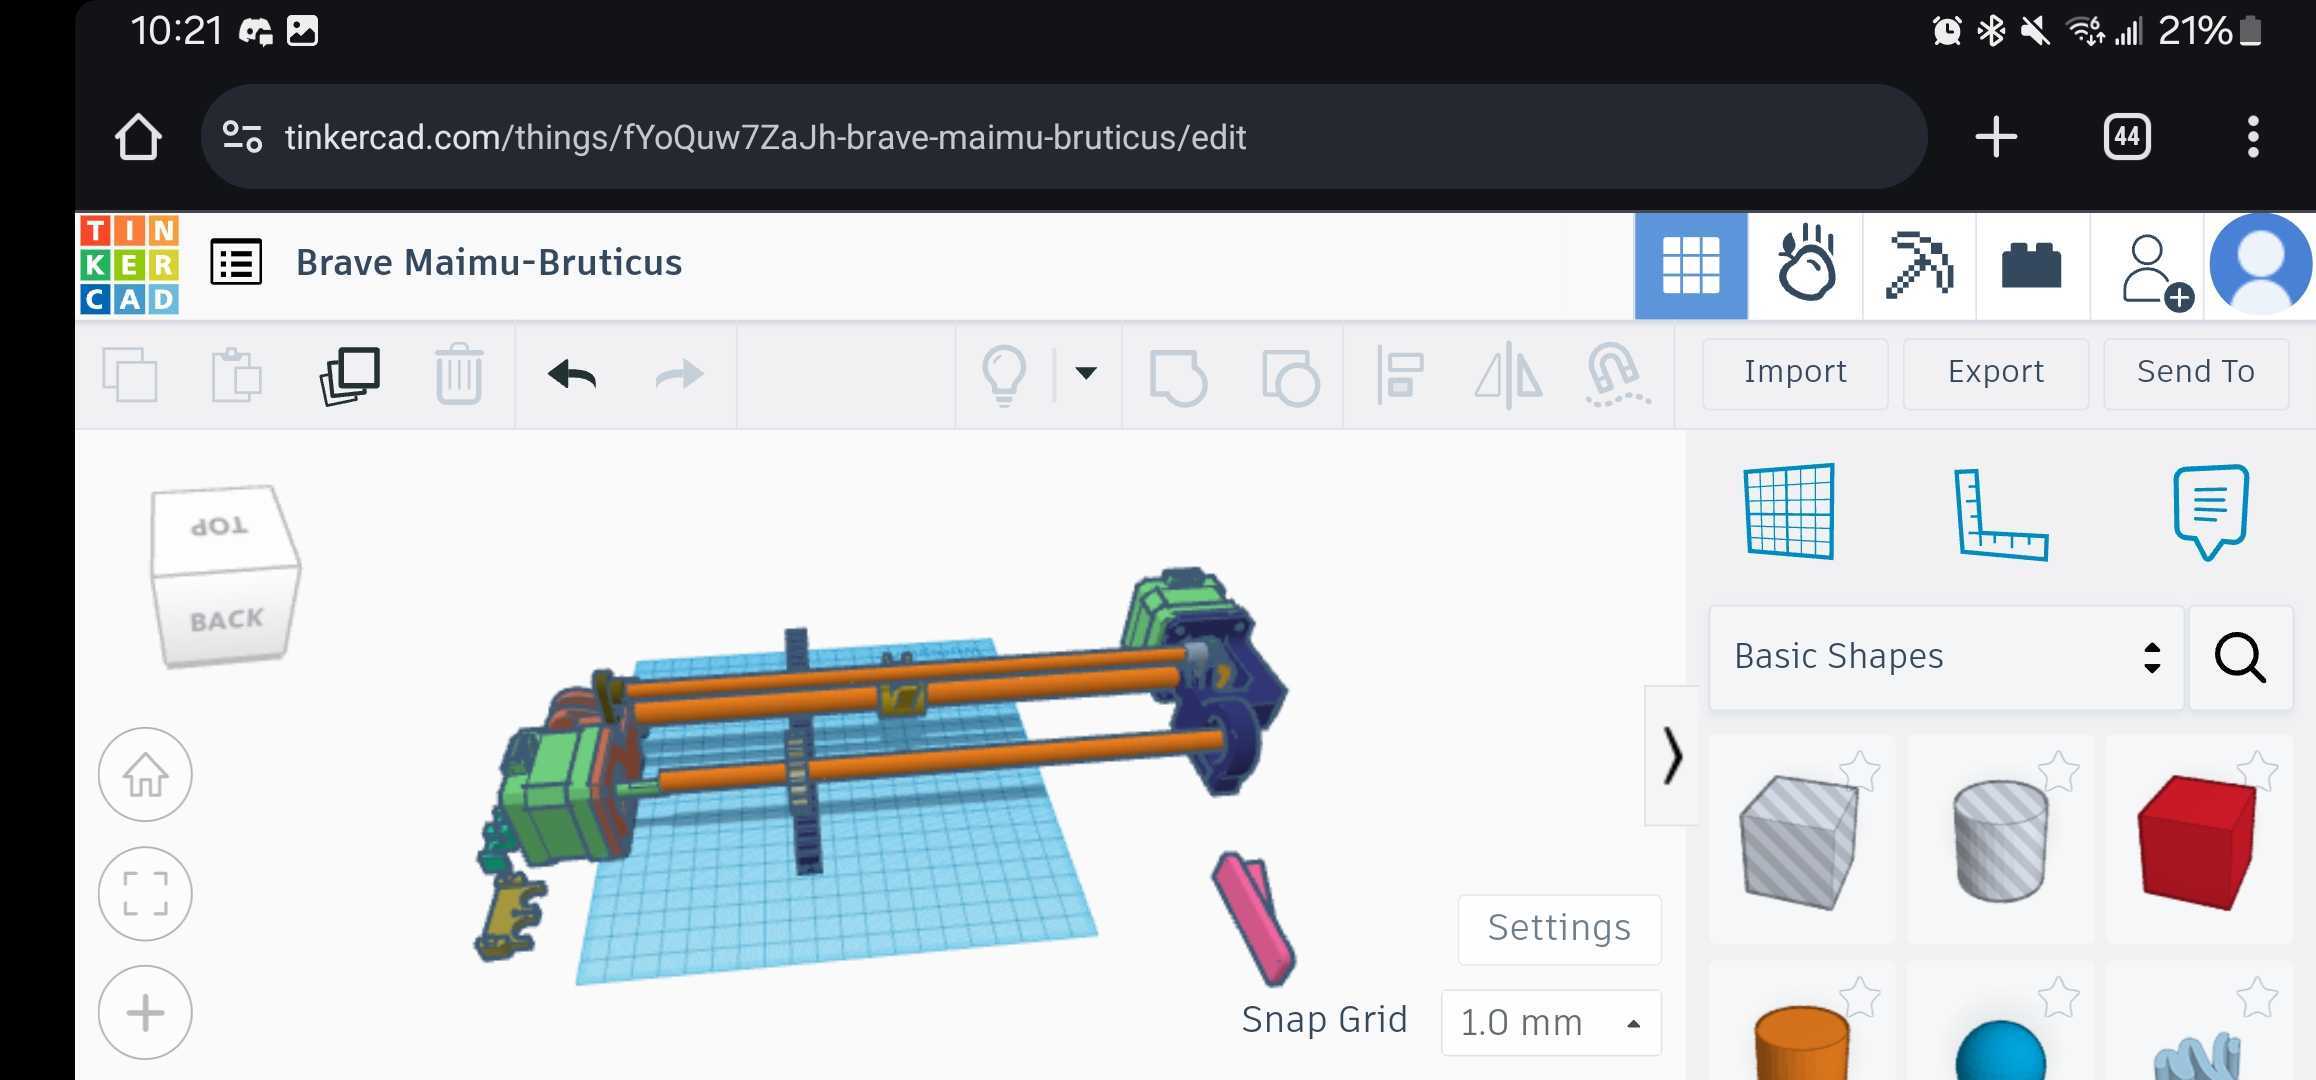 10:21
21%
tinkercad.com/things/fYoQuw7ZaJh-brave-maimu-bruticus/edit
44
TIN
KER
CAD
Brave Maimu-Bruticus
Import
Export
Send To
TOP
BACK
Basic Shapes
Settings
Snap Grid
1.0 mm